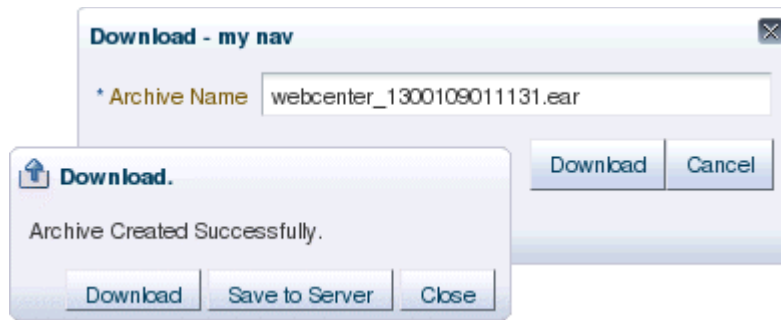 Download - my nav
* Archive Name webcenter_1300109011131.ear
Download Cancel
Download.
Archive Created Successfully.
Download Save to Server Close